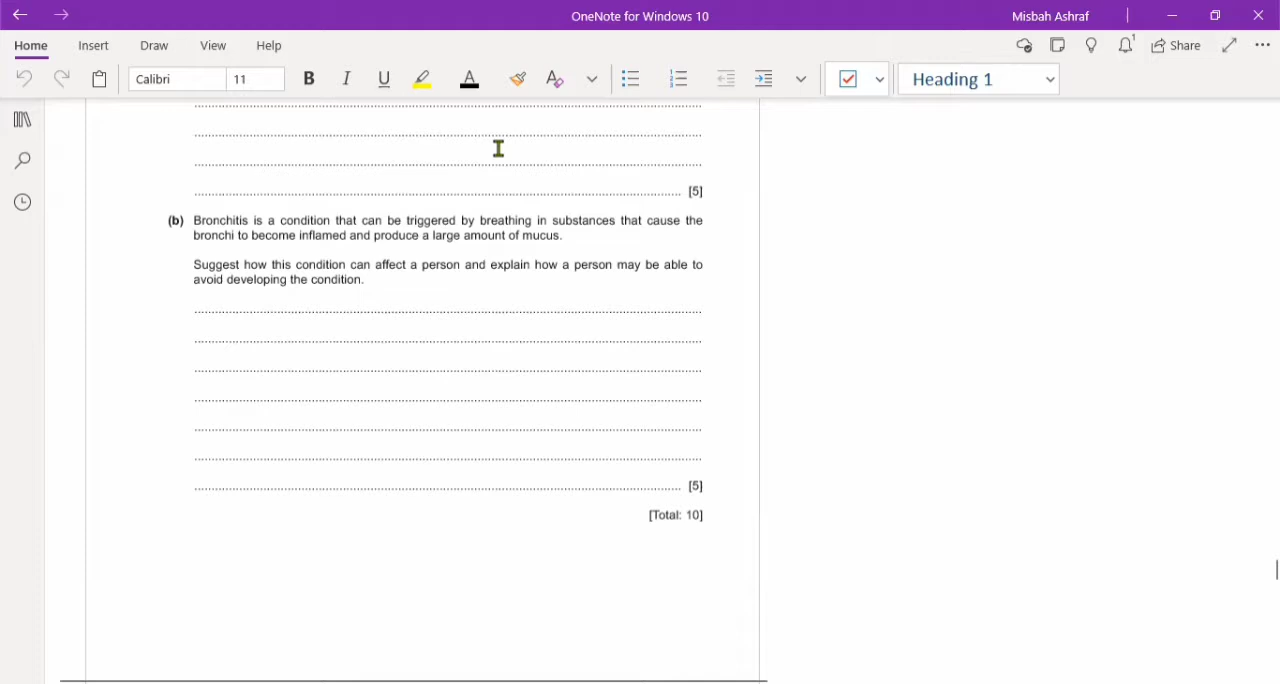 OneNote for Windows 10
Misbah Ashraf
Home Insert Draw View Help
1
Share
Calibri 11 B I U A A Heading 1
[5]
(b) Bronchitis is a condition that can be triggered by breathing in substances that cause the
bronchi to become inflamed and produce a large amount of mucus.
Suggest how this condition can affect a person and explain how a person may be able to
avoid developing the condition.
[5]
[Total: 10]